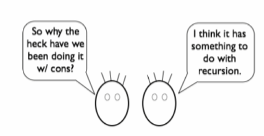 So why the
heck have we
been doing it
w/ cons?
I think it has
something to
do with
recursion.